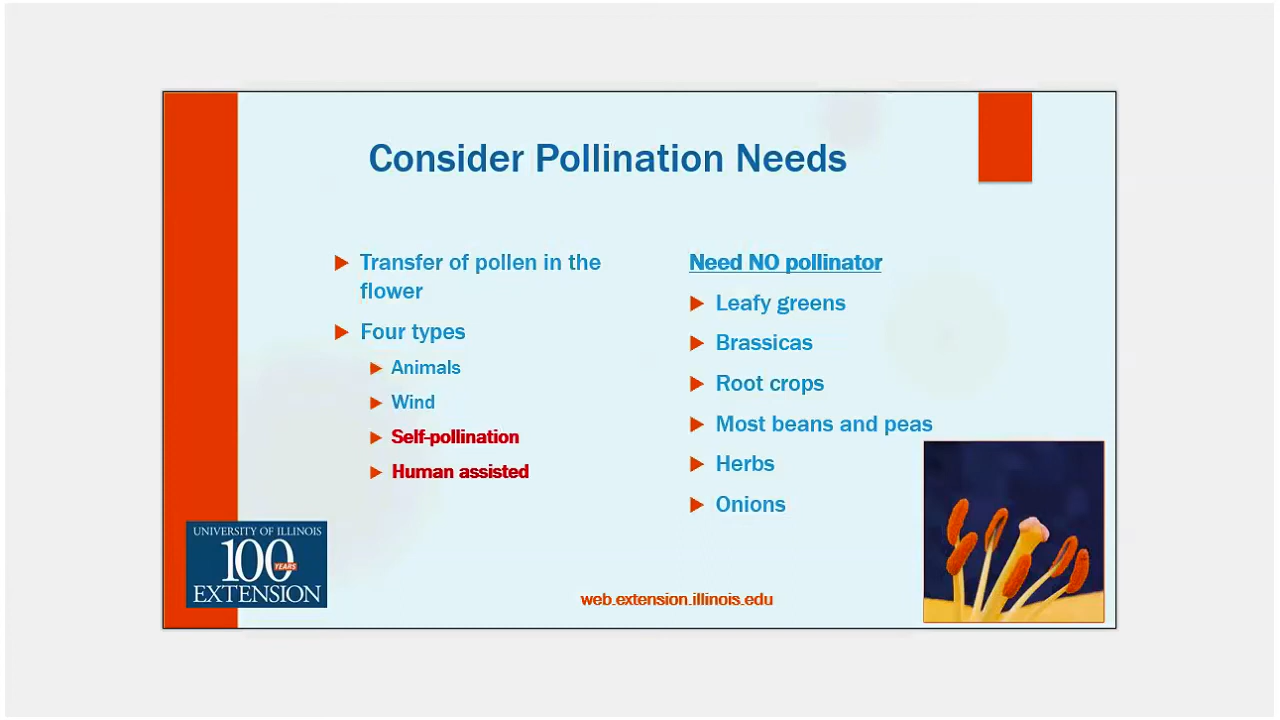 Consider Pollination Needs
Transfer of pollen in the
flower
Four types
Animals
Wind
Self-pollination
Human assisted
Need NO pollinator
Leafy greens
Brassicas
Root crops
Most beans and peas
Herbs
Onions
UNIVERSITY OF ILLINOIS
100 YEARS
EXTENSION
web.extension.illinois.edu